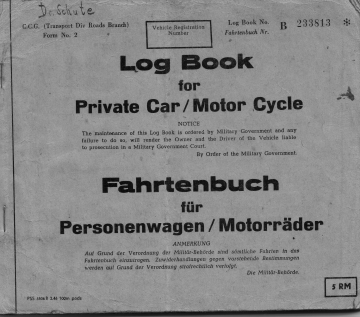 Dr. Schute
C.C.G. (Transport Div Roads Branch)
Form No. 2
Vehicle Registration
Number
Log Book No.
Fahrtenbuch Nr.
B 233813 *
Log Book
for
Private Car/Motor Cycle
NOTICE
The maintenance of this Log Book is ordered by Military Government and any
failure to do so, will render the Owner and the Driver of the Vehicle liable
to prosecution in a Military Government Court.
By Order of the Military Government.
Fahrtenbuch
für
Personenwagen/Motorräder
ANMERKUNG
Auf Grund der Verordnung der Militär-Behörde sind sämtliche Fahrten in das
Fahrtenbuch einzutragen. Zuwiderhandlungen gegen vorstehende Bestimmungen
werden auf Grund der Verordnung strafrechtlich verfolgt.
Die Militär-Behörde.
5 RM